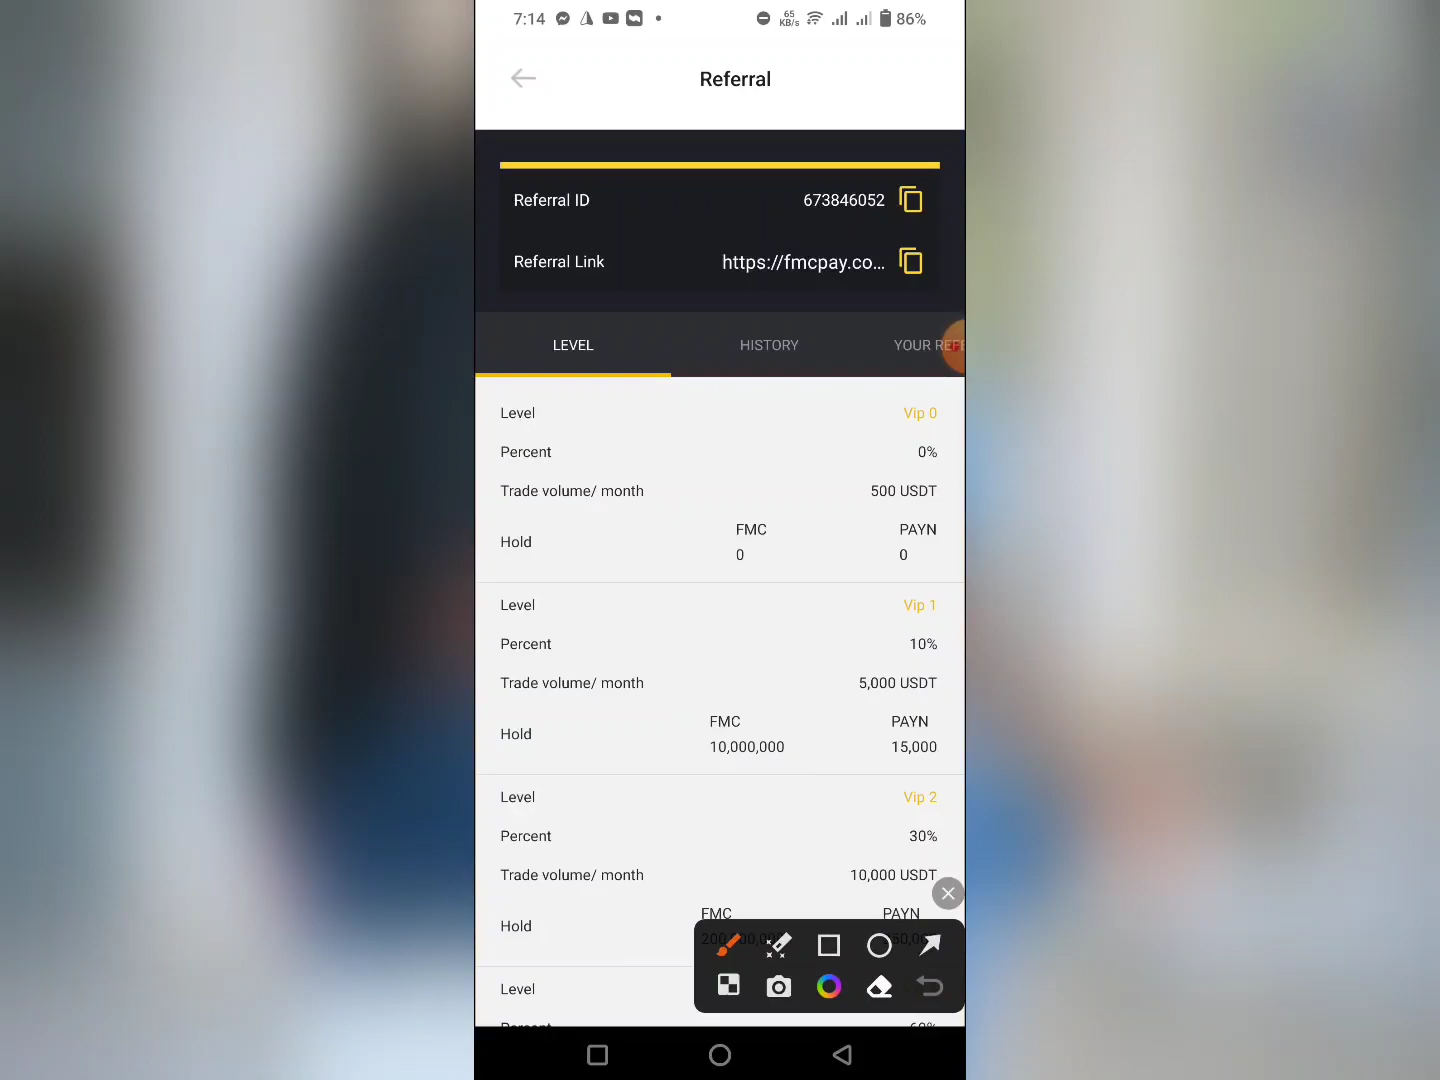 7:14
65 KB/s
86%
Referral
Referral ID 673846052
Referral Link https://fmcpay.co...
LEVEL HISTORY YOUR REFE
Level Vip 0
Percent 0%
Trade volume/ month 500 USDT
FMC PAYN
Hold
0 0
Level Vip 1
Percent 10%
Trade volume/ month 5,000 USDT
FMC PAYN
Hold
10,000,000 15,000
Level Vip 2
Percent 30%
Trade volume/ month 10,000 USDT
FMC PAYN
Hold
Level
Percent 60%